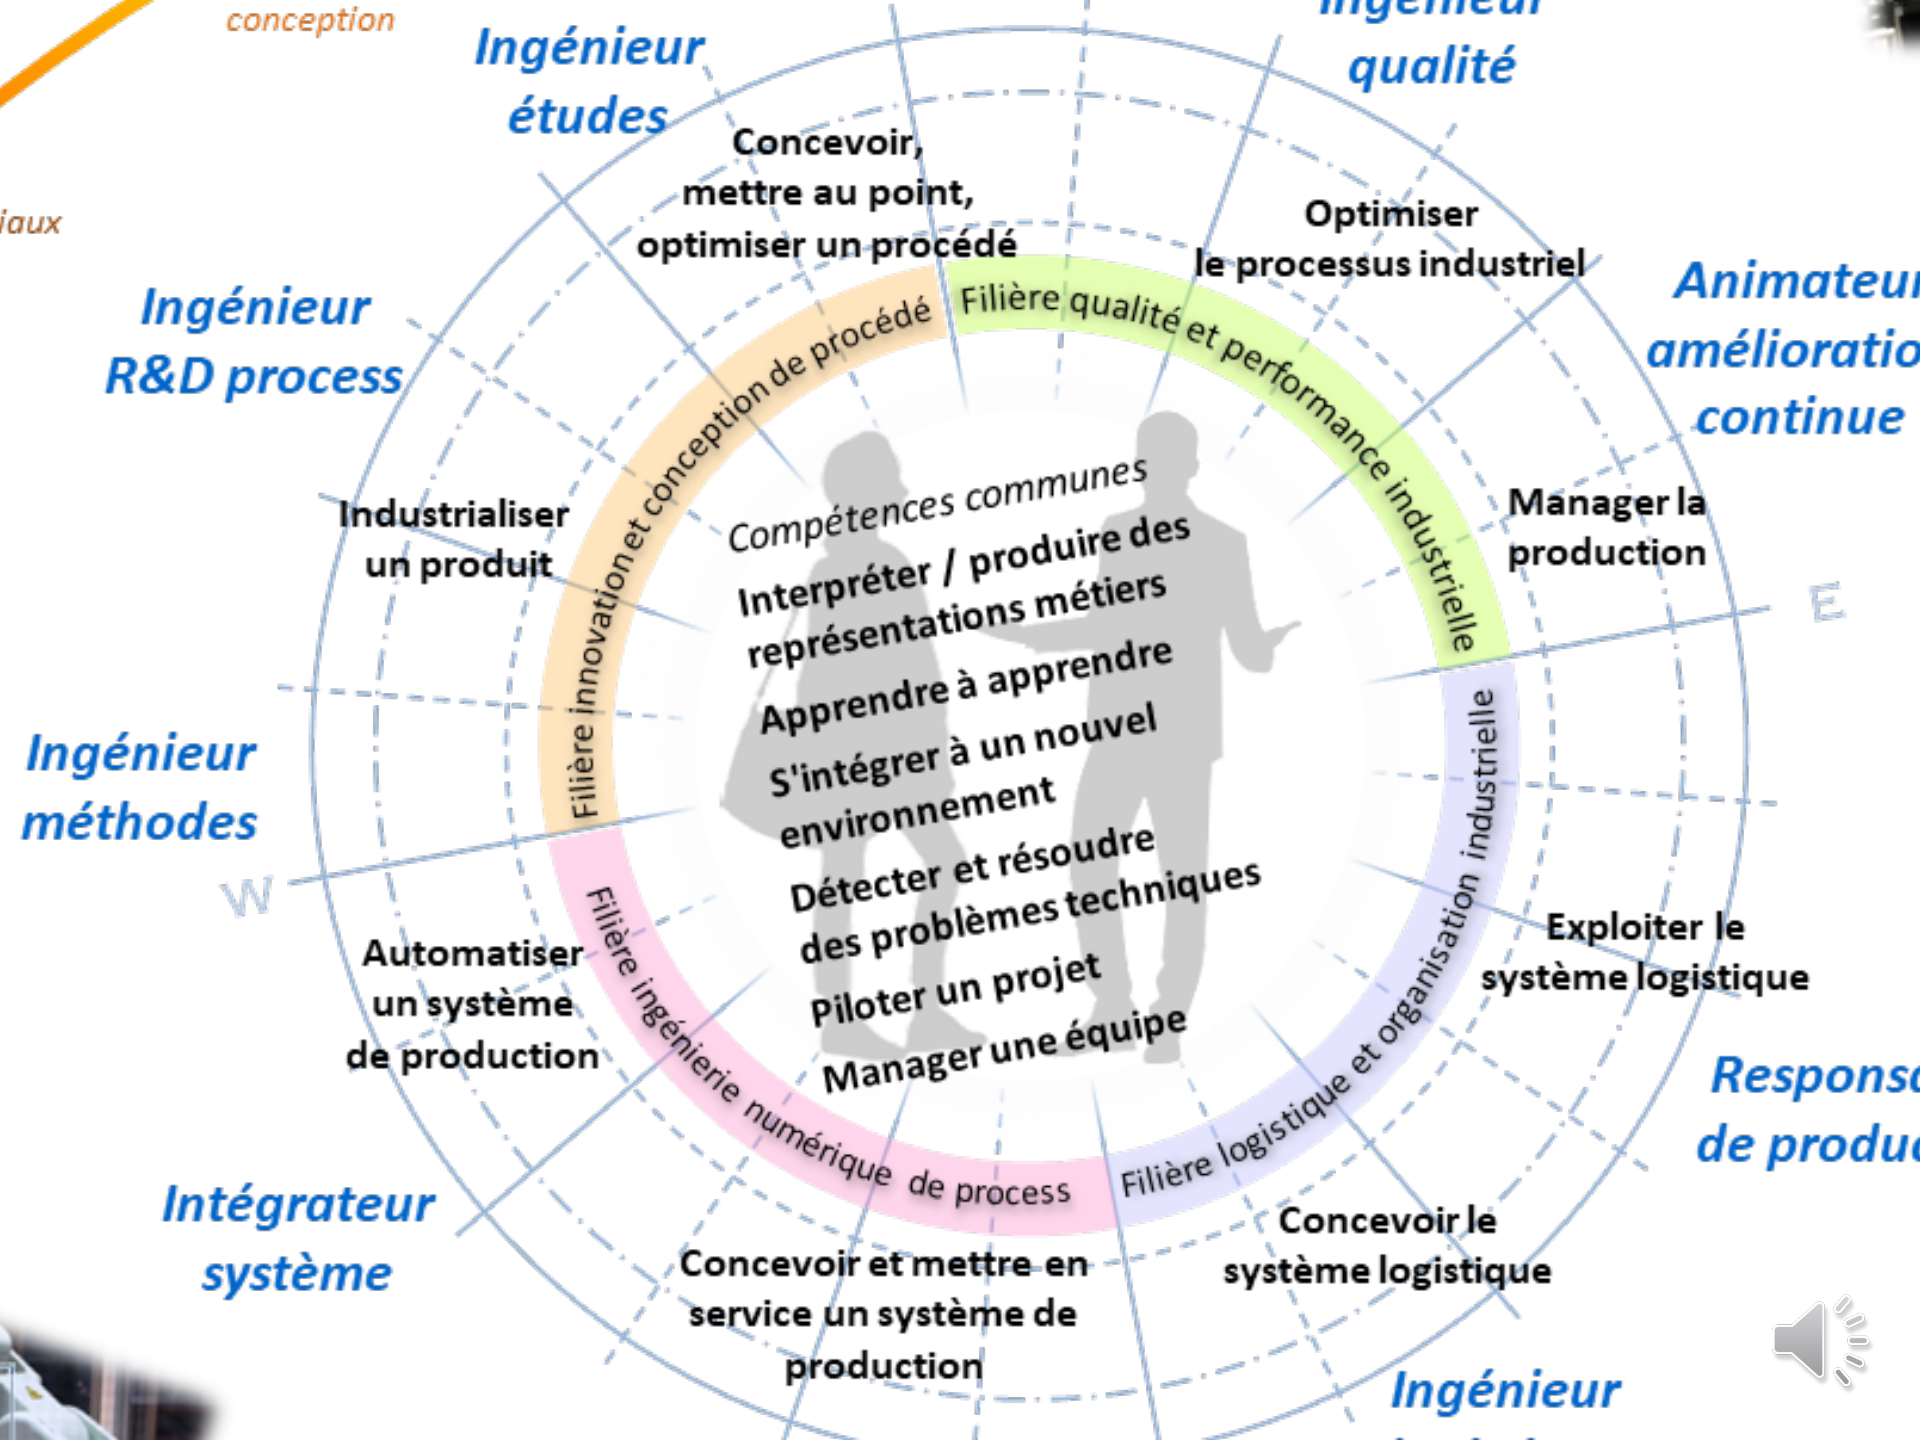 conception
Ingénieur
études
qualité
iaux
Concevoir,
mettre au point,
optimiser un procédé
Optimiser
le processus industriel
Ingénieur
R&D process
continue
Filière innovation et conception de procédé
Filière qualité et performance industrielle
Industrialiser
un produit
Manager la
production
Compétences communes
Interpréter / produire des
représentations métiers
Apprendre à apprendre
S'intégrer à un nouvel
environnement
Détecter et résoudre
des problèmes techniques
Piloter un projet
Manager une équipe
E
Ingénieur
méthodes
W
Automatiser
un système
de production
Filière ingénierie numérique de process
Filière logistique et organisation industrielle
Exploiter le
système logistique
de
Intégrateur
système
Concevoir et mettre en
service un système de
production
Concevoir le
système logistique
Ingénieur